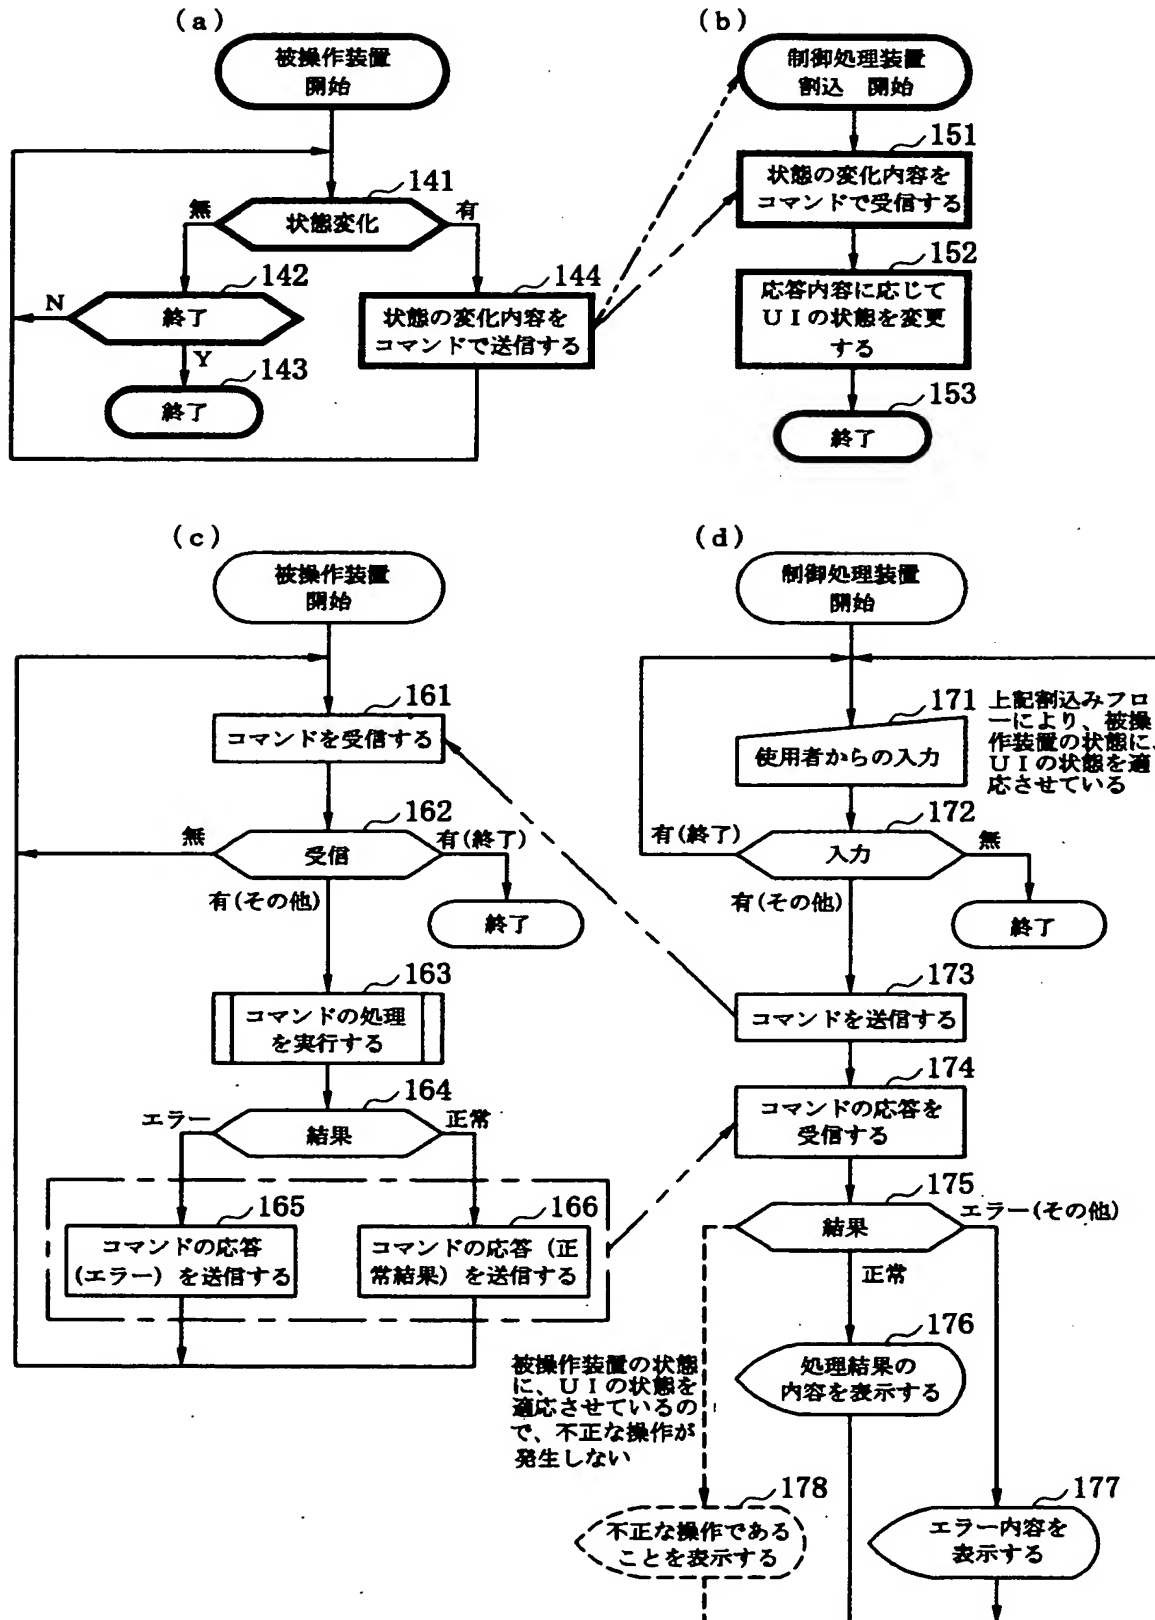 (a)
被操作装置
開始
141
無
有
状態変化
142
N
終了
Y
143
終了
144
状態の変化内容を
コマンドで送信する
(b)
制御処理装置
割込 開始
151
状態の変化内容を
コマンドで受信する
152
応答内容に応じて
UIの状態を変更
する
153
終了
(c)
被操作装置
開始
161
コマンドを受信する
162
無
有(終了)
受信
有(その他)
終了
163
コマンドの処理
を実行する
164
エラー
正常
結果
165
コマンドの応答
(エラー)を送信する
166
コマンドの応答(正
常結果)を送信する
(d)
制御処理装置
開始
171
使用者からの入力
上記割込みフロ
ーにより、被操
作装置の状態に、
UIの状態を適
応させている
172
有(終了)
無
入力
有(その他)
終了
173
コマンドを送信する
174
コマンドの応答を
受信する
175
エラー(その他)
結果
正常
176
処理結果の
内容を表示する
被操作装置の状態
に、UIの状態を
適応させているの
で、不正な操作が
発生しない
178
不正な操作である
ことを表示する
177
エラー内容を
表示する